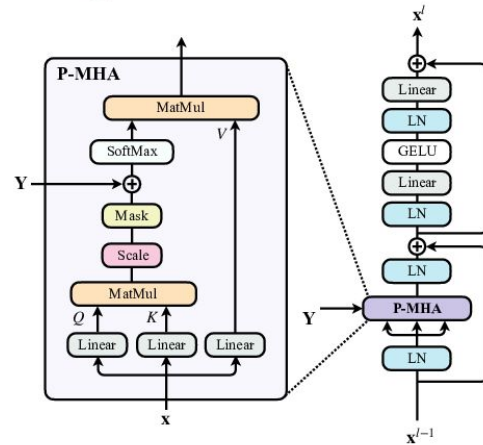 P-MHA
MatMul
V
SoftMax
Y
Mask
Scale
MatMul
Q
K
Linear
Linear
Linear
x
x^l
Linear
LN
GELU
Linear
LN
LN
Y
P-MHA
LN
x^{l-1}